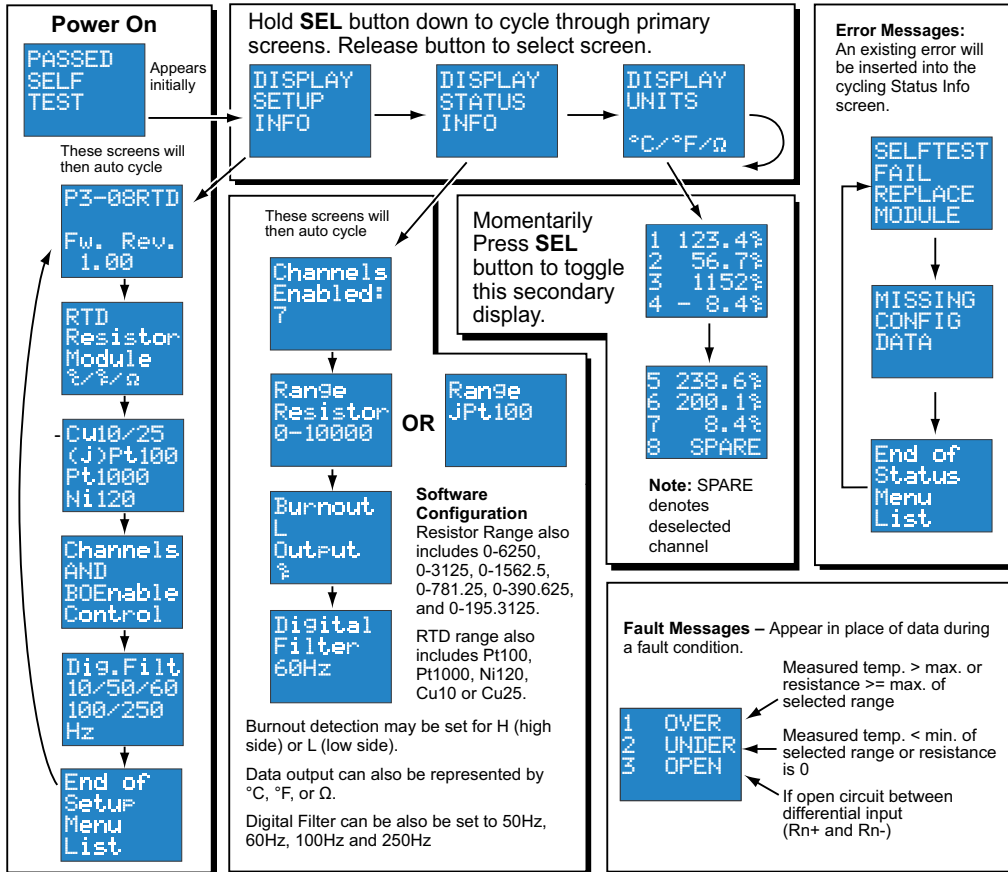 Power On
PASSED
SELF
TEST
Appears
initially
These screens will
then auto cycle
P3-08RTD
Fw. Rev.
1.00
RTD
Resistor
Module
°C/°F/Ω
-Cu10/25
(j)Pt100
Pt1000
Ni120
Channels
AND
BOEnable
Control
Dig.Filt
10/50/60
100/250
Hz
End of
Setup
Menu
List
Hold SEL button down to cycle through primary
screens. Release button to select screen.
DISPLAY
SETUP
INFO
DISPLAY
STATUS
INFO
DISPLAY
UNITS
°C/°F/Ω
These screens will
then auto cycle
Channels
Enabled:
7
Range
Resistor
0-10000
OR
Range
jPt100
Burnout
L
Output
°F
Digital
Filter
60Hz
Software
Configuration
Resistor Range also
includes 0-6250,
0-3125, 0-1562.5,
0-781.25, 0-390.625,
and 0-195.3125.
RTD range also
includes Pt100,
Pt1000, Ni120,
Cu10 or Cu25.
Burnout detection may be set for H (high
side) or L (low side).
Data output can also be represented by
°C, °F, or Ω.
Digital Filter can be also be set to 50Hz,
60Hz, 100Hz and 250Hz
Momentarily
Press SEL
button to toggle
this secondary
display.
1 123.4°F
2 56.7°F
3 1152°F
4 - 8.4°F
5 238.6°F
6 200.1°F
7 8.4°F
8 SPARE
Note: SPARE
denotes
deselected
channel
Error Messages:
An existing error will
be inserted into the
cycling Status Info
screen.
SELFTEST
FAIL
REPLACE
MODULE
MISSING
CONFIG
DATA
End of
Status
Menu
List
Fault Messages – Appear in place of data during
a fault condition.
1 OVER
2 UNDER
3 OPEN
Measured temp. > max. or
resistance >= max. of
selected range
Measured temp. < min. of
selected range or resistance
is 0
If open circuit between
differential input
(Rn+ and Rn-)